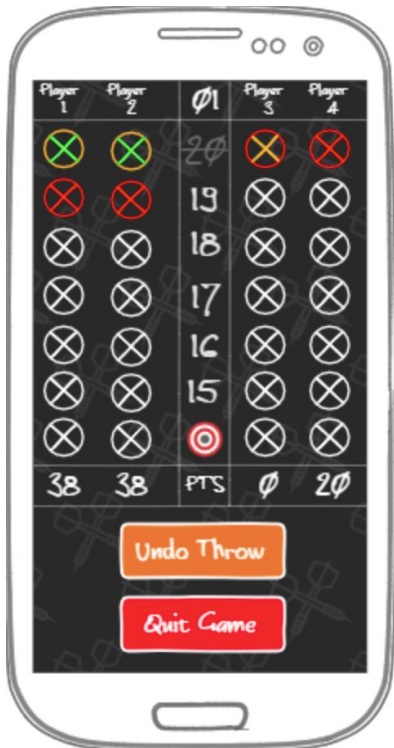 Player 1 Player 2 Ø1 Player 3 Player 4
2Ø
19
18
17
16
15
38 38 PTS Ø 2Ø
Undo Throw
Quit Game